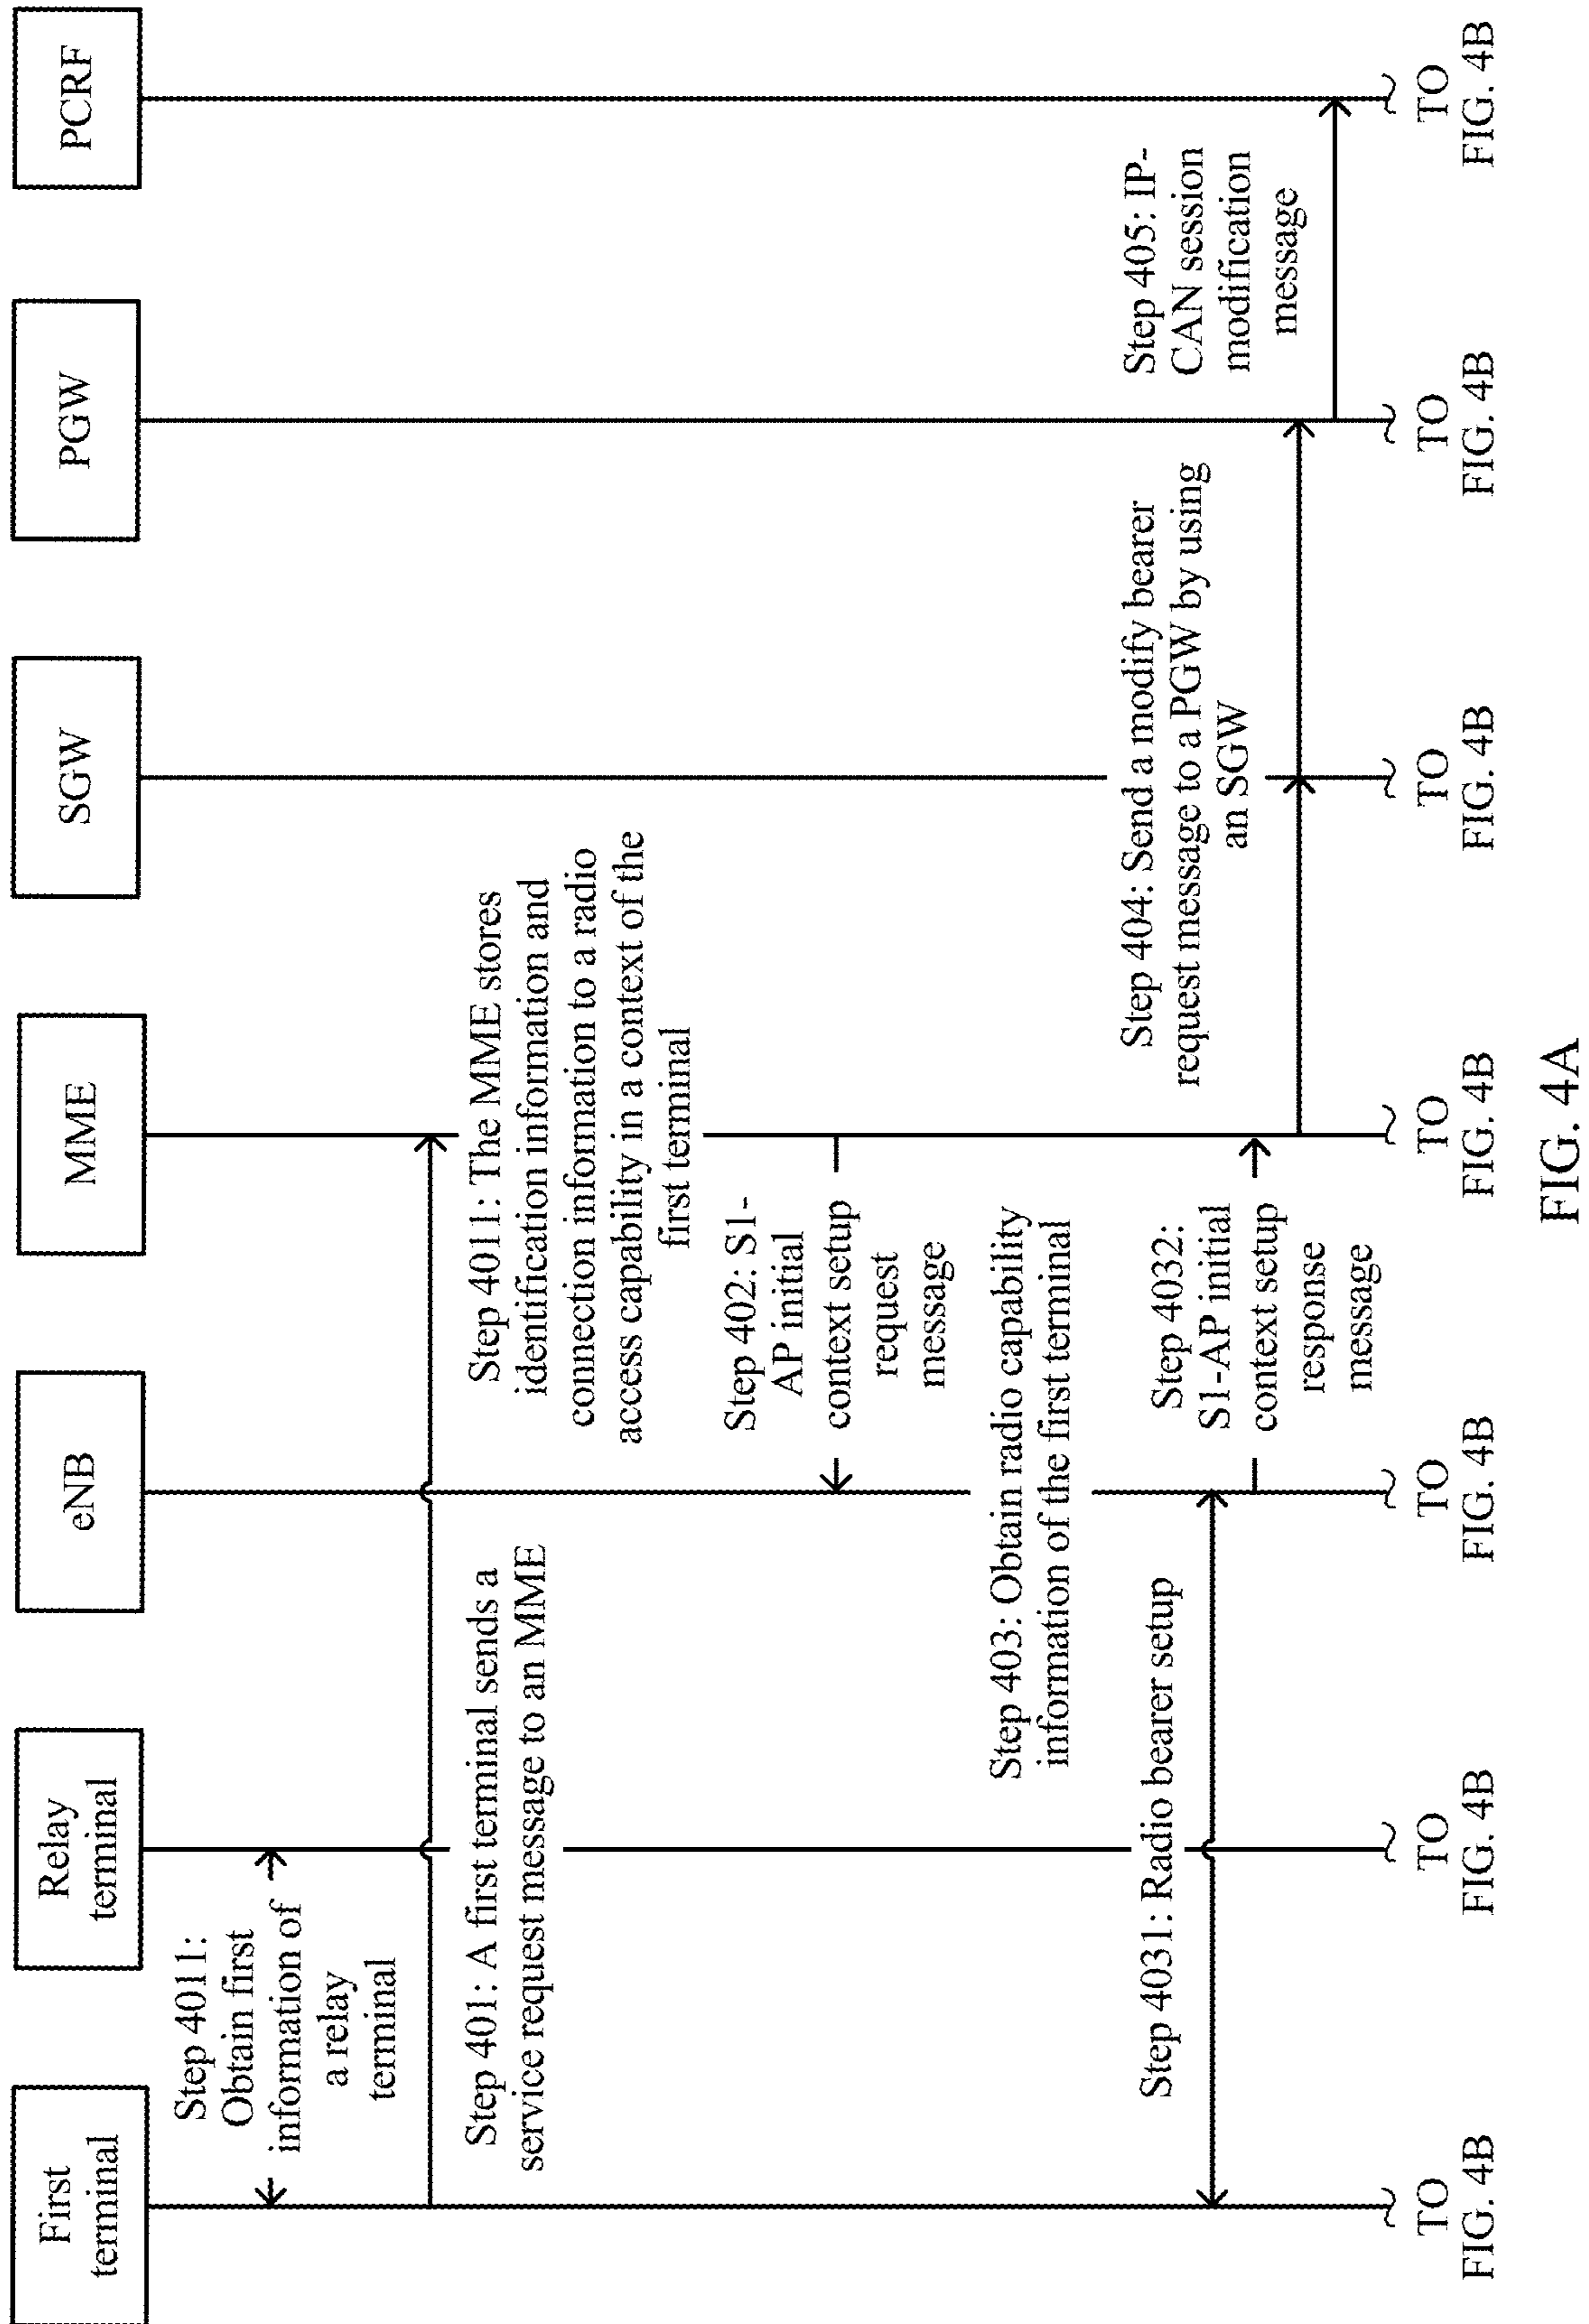 First
terminal
Relay
terminal
eNB
MME
SGW
PGW
PCRF
Step 4011:
Obtain first
information of
a relay
terminal
Step 401: A first terminal sends a
service request message to an MME
Step 4011: The MME stores
identification information and
connection information to a radio
access capability in a context of the
first terminal
Step 402: S1-
AP initial
context setup
request
message
Step 403: Obtain radio capability
information of the first terminal
Step 4031: Radio bearer setup
Step 4032:
S1-AP initial
context setup
response
message
Step 404: Send a modify bearer
request message to a PGW by using
an SGW
Step 405: IP-
CAN session
modification
message
TO
FIG. 4B
TO
FIG. 4B
TO
FIG. 4B
TO
FIG. 4B
TO
FIG. 4B
TO
FIG. 4B
TO
FIG. 4B
FIG. 4A